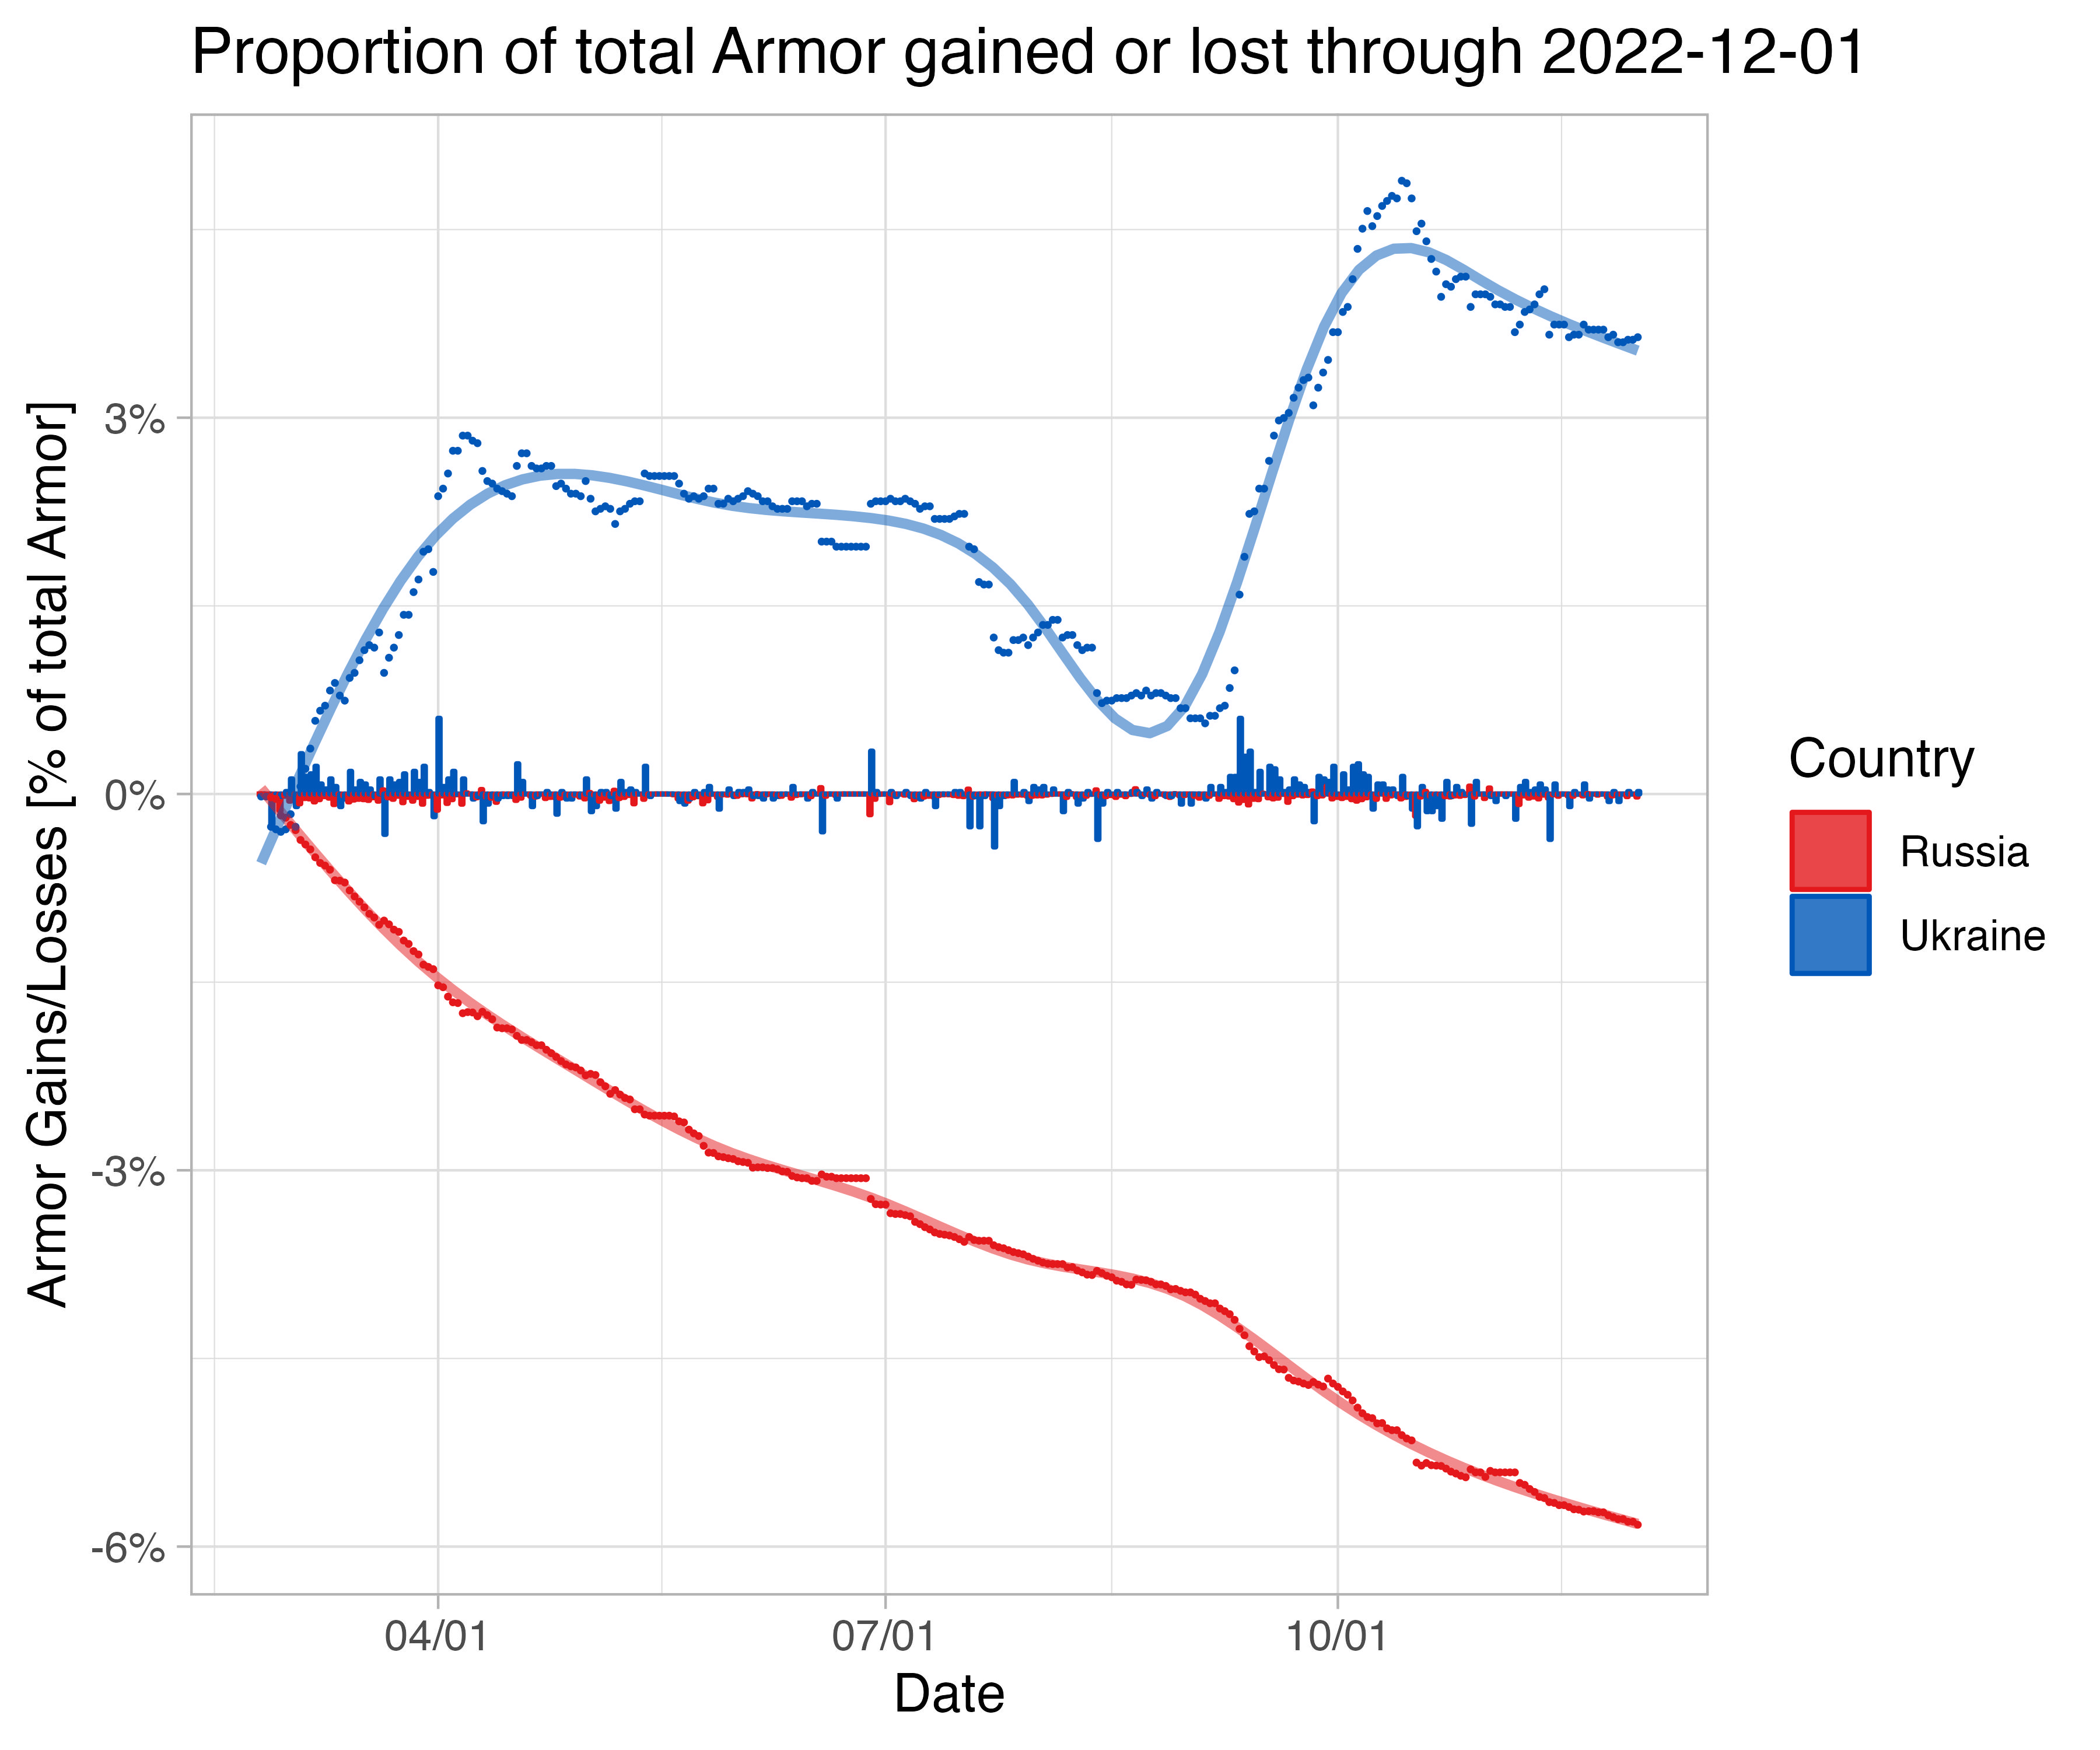 Proportion of total Armor gained or lost through 2022-12-01
Armor Gains/Losses [% of total Armor]
3%
0%
-3%
-6%
04/01
07/01
10/01
Date
Country
Russia
Ukraine